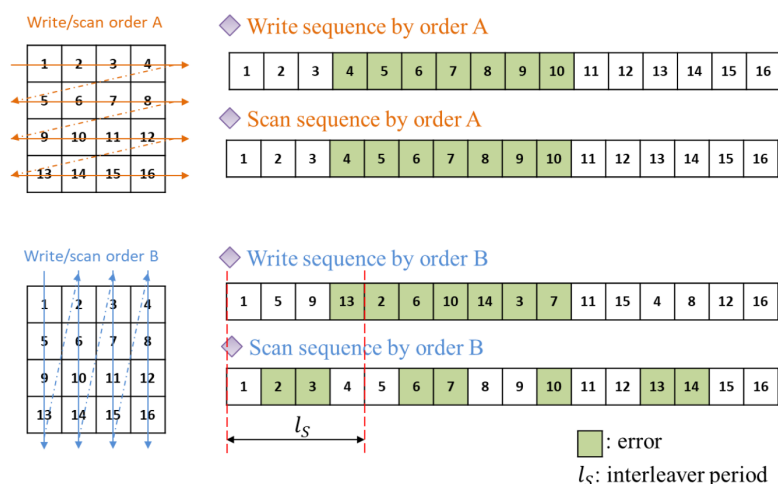 Write/scan order A
1 2 3 4
5 6 7 8
9 10 11 12
13 14 15 16
Write sequence by order A
1 2 3 4 5 6 7 8 9 10 11 12 13 14 15 16
Scan sequence by order A
1 2 3 4 5 6 7 8 9 10 11 12 13 14 15 16
Write/scan order B
1 2 3 4
5 6 7 8
9 10 11 12
13 14 15 16
Write sequence by order B
1 5 9 13 2 6 10 14 3 7 11 15 4 8 12 16
Scan sequence by order B
1 2 3 4 5 6 7 8 9 10 11 12 13 14 15 16
l_S
: error
l_S: interleaver period